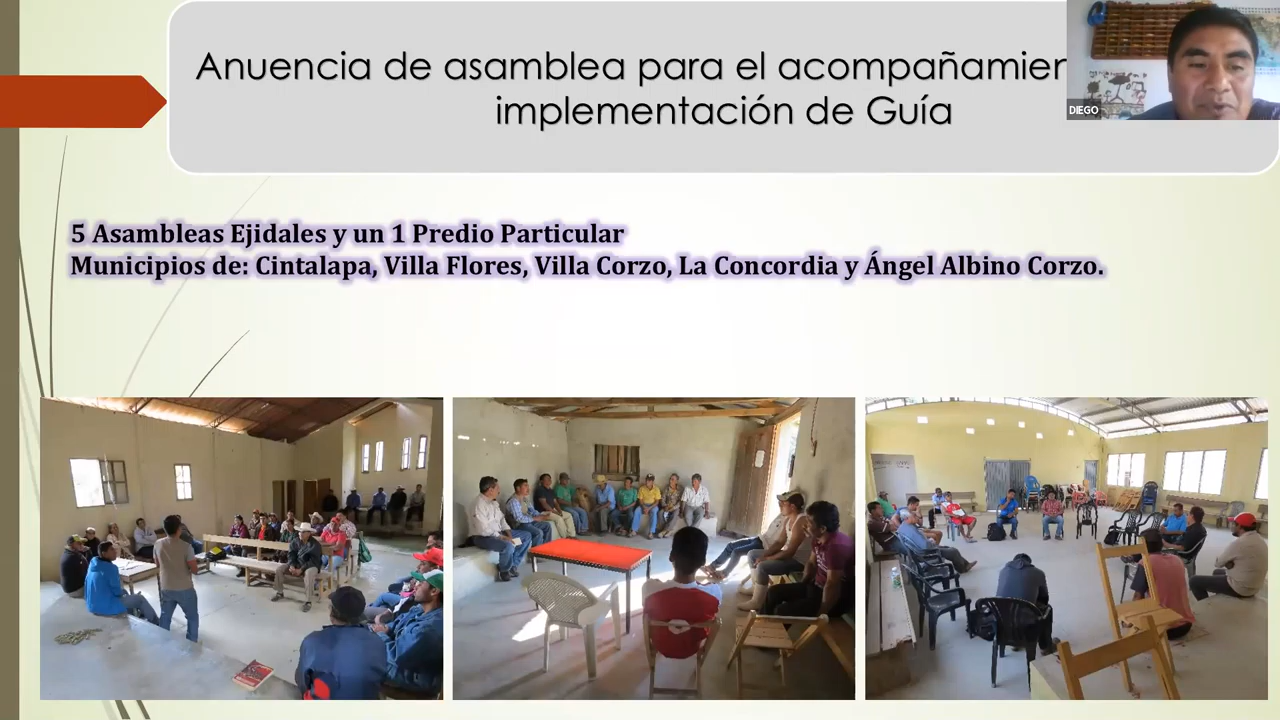 Anuencia de asamblea para el
implementación de Guía
DIEGO
5 Asambleas Ejidales y un 1 Predio Particular
Municipios de: Cintalapa, Villa Flores, Villa Corzo, La Concordia y Ángel Albino Corzo.